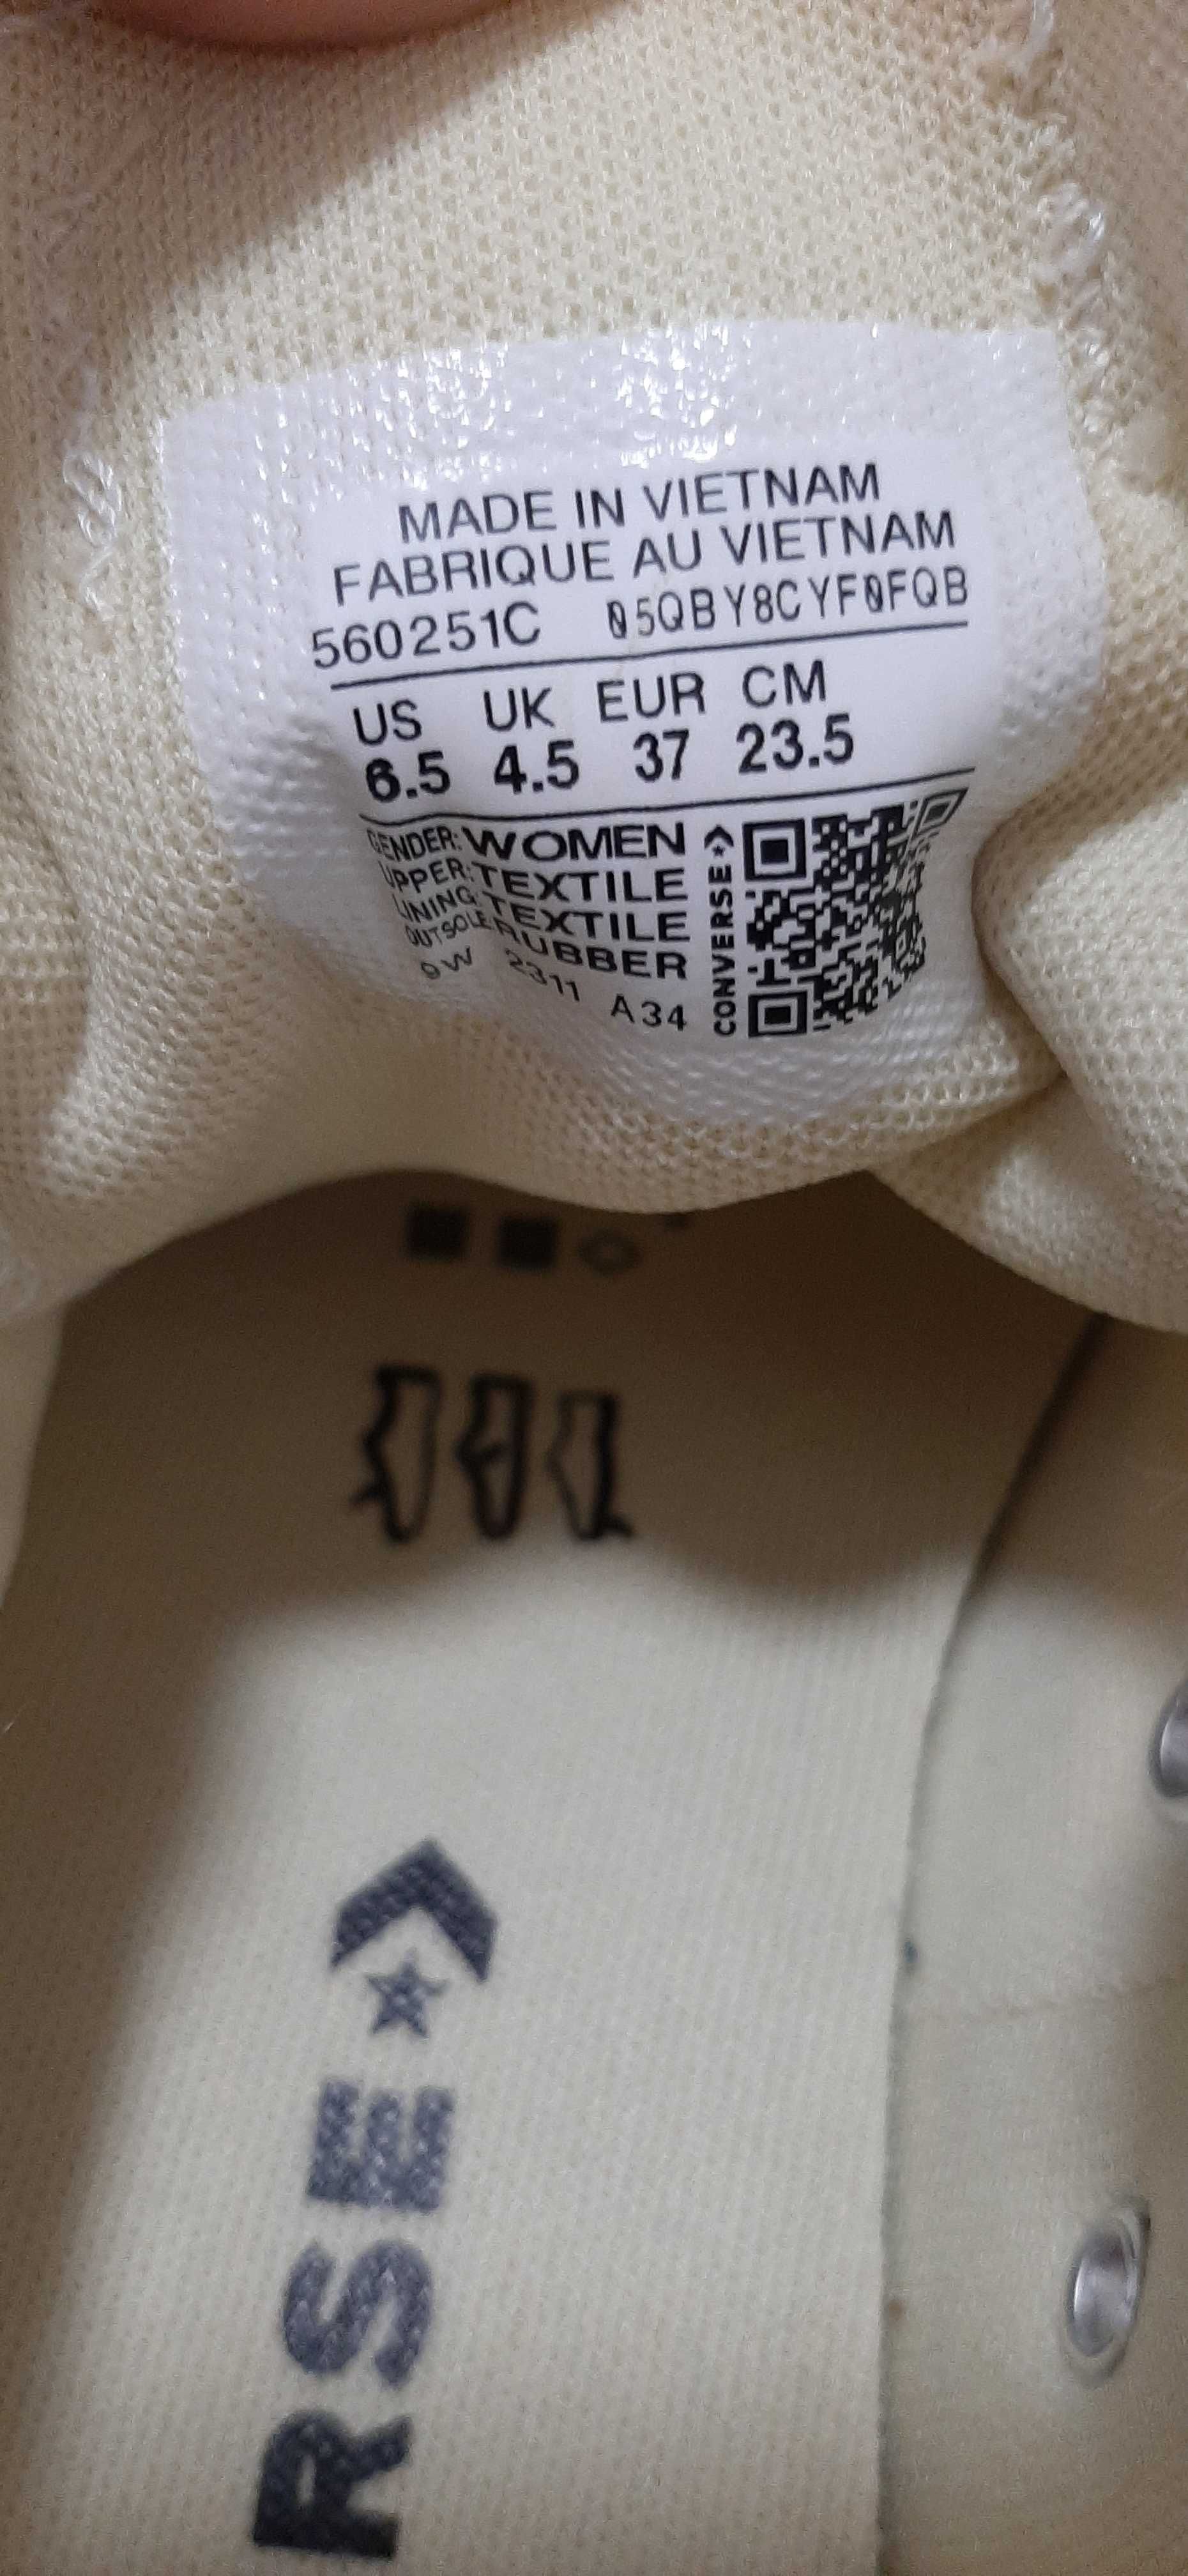 MADE IN VIETNAM
FABRIQUE AU VIETNAM
560251C 05QBY8CYF0FQB
US UK EUR CM
6.5 4.5 37 23.5
GENDER: WOMEN
UPPER: TEXTILE
LINING: TEXTILE
OUTSOLE RUBBER
9W 2311 A34
CONVERSE
RSE